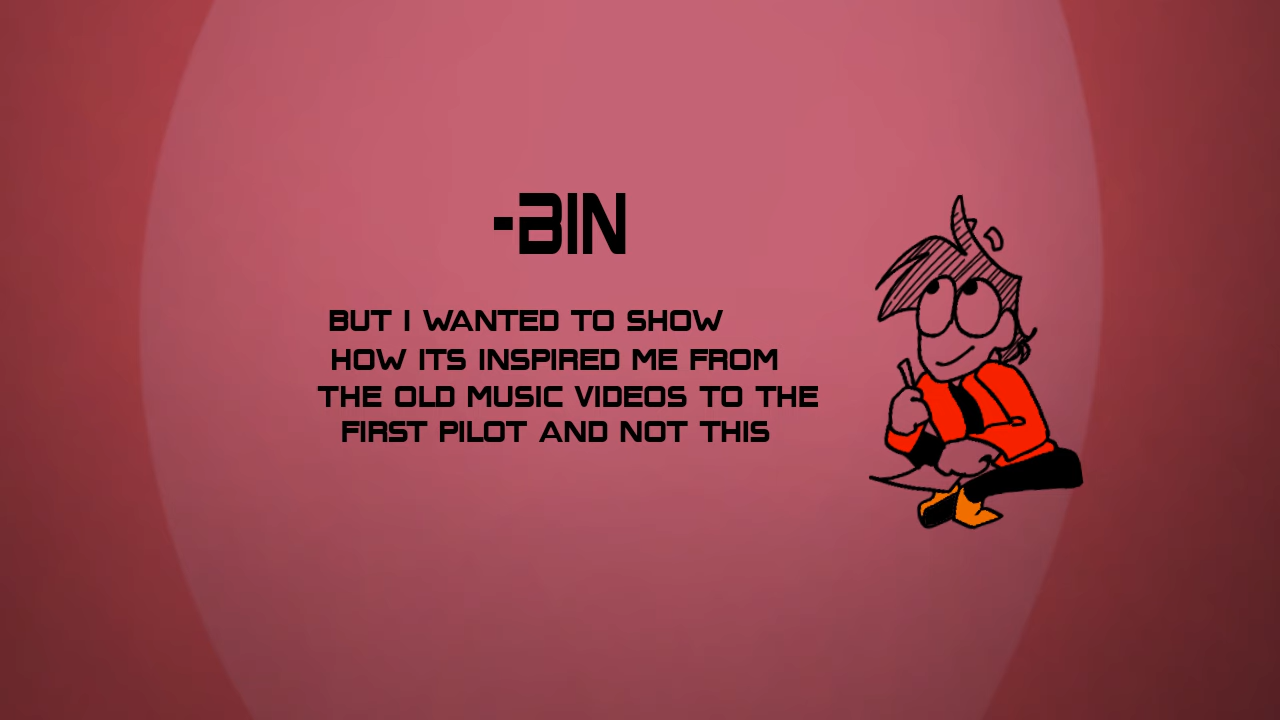 -BIN
BUT I WANTED TO SHOW
HOW ITS INSPIRED ME FROM
THE OLD MUSIC VIDEOS TO THE
FIRST PILOT AND NOT THIS